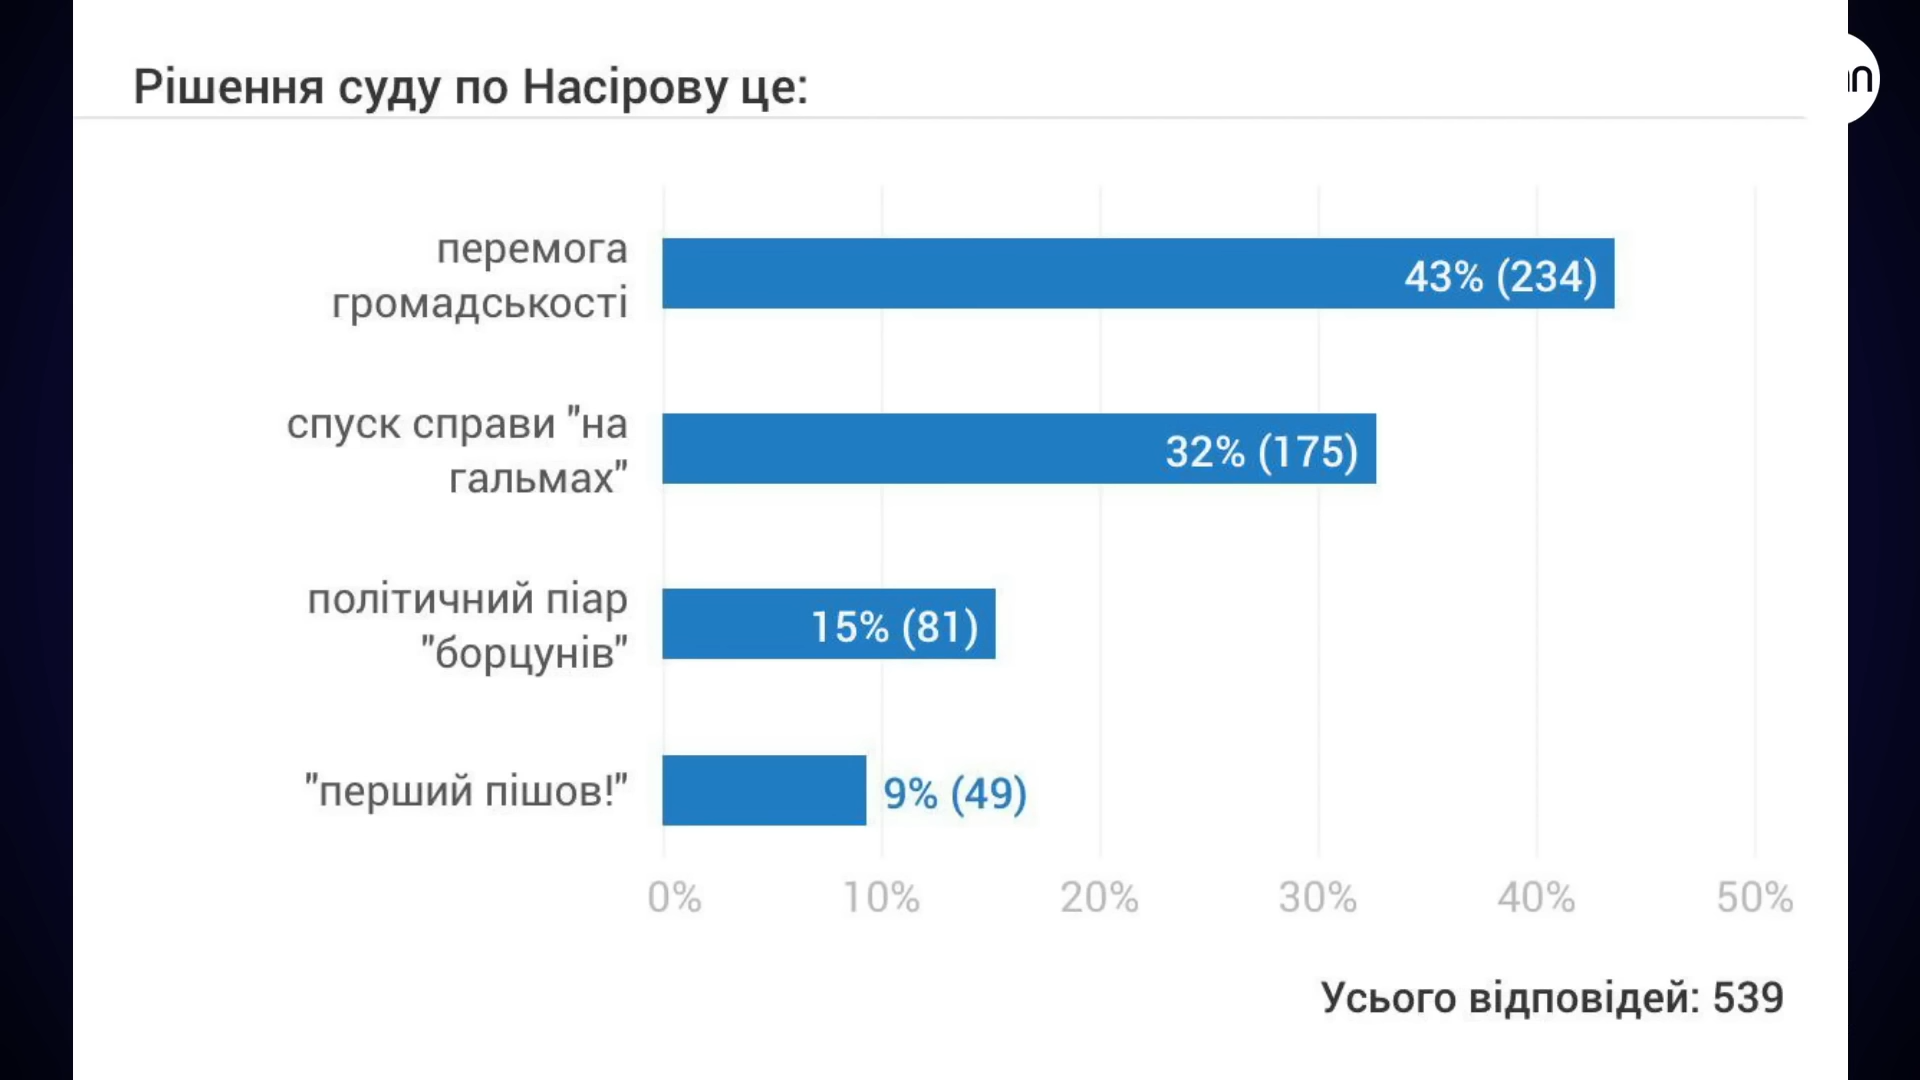 Рішення суду по Насірову це:
перемога
громадськості
43% (234)
спуск справи "на
гальмах"
32% (175)
політичний піар
"борцунів"
15% (81)
"перший пішов!"
9% (49)
0% 10% 20% 30% 40% 50%
Усього відповідей: 539